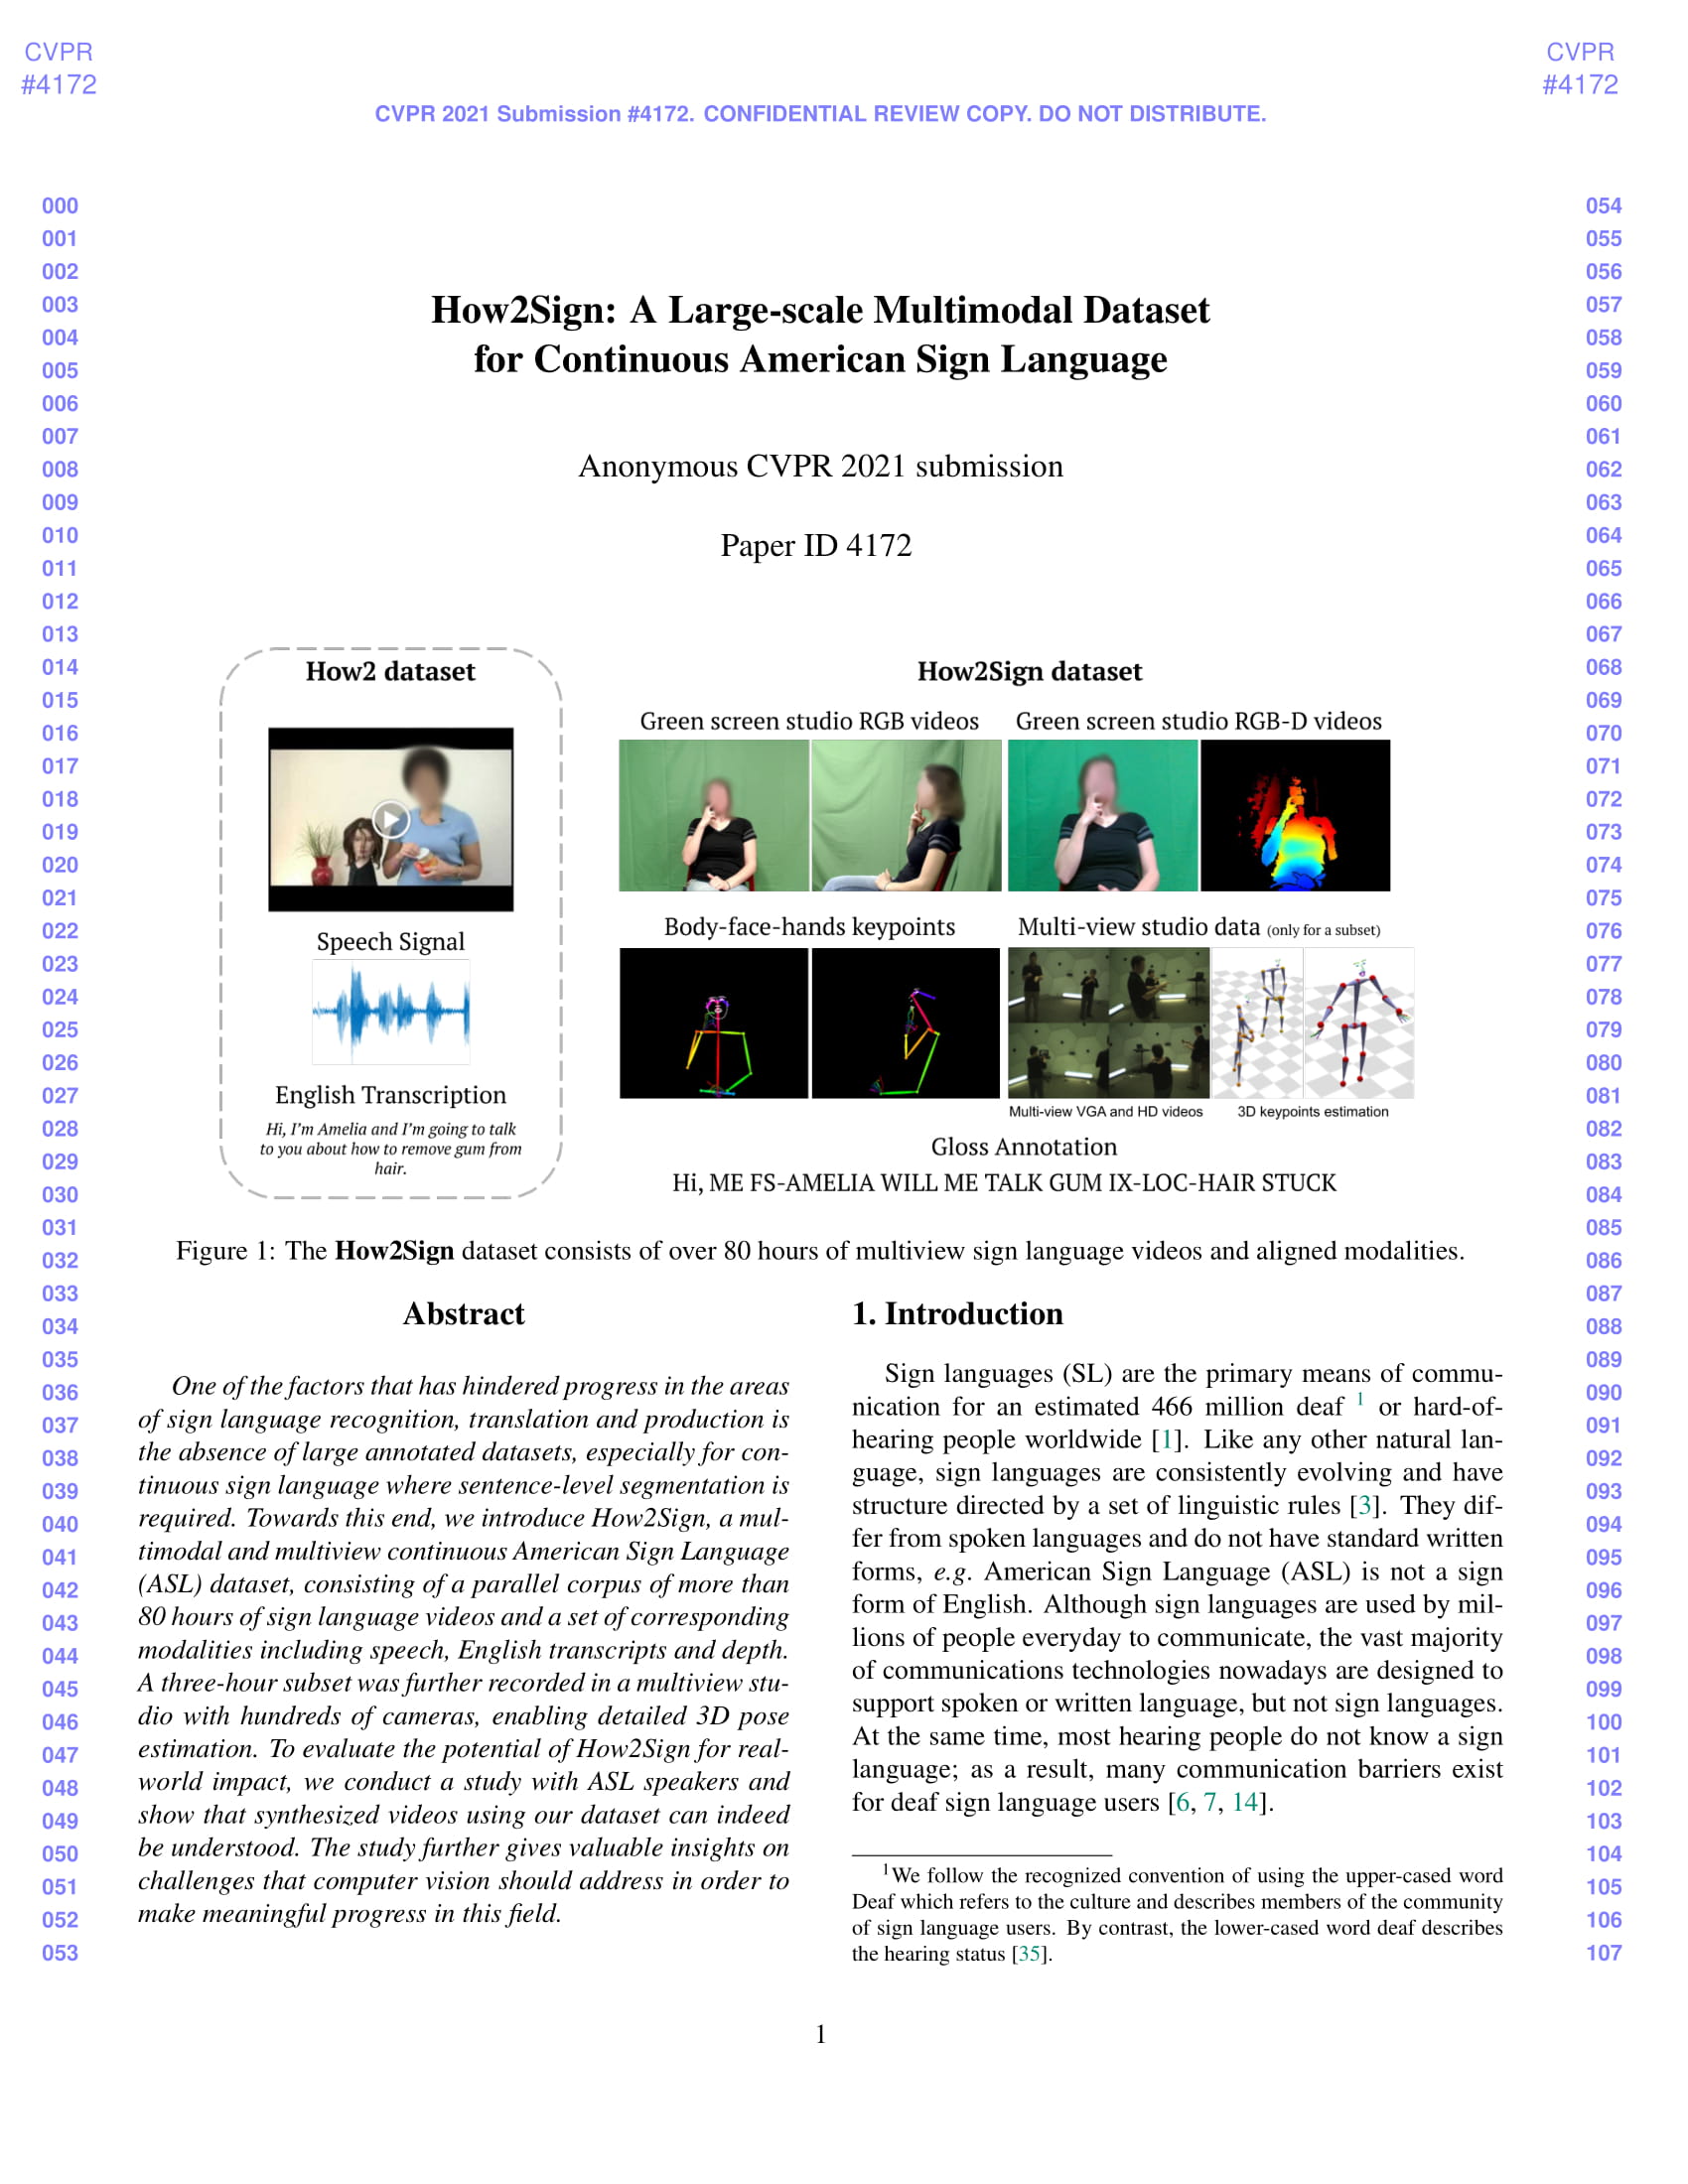 CVPR
#4172
CVPR
#4172
CVPR 2021 Submission #4172. CONFIDENTIAL REVIEW COPY. DO NOT DISTRIBUTE.
How2Sign: A Large-scale Multimodal Dataset
for Continuous American Sign Language
Anonymous CVPR 2021 submission
Paper ID 4172
How2 dataset
Speech Signal
English Transcription
Hi, I'm Amelia and I'm going to talk
to you about how to remove gum from
hair.
How2Sign dataset
Green screen studio RGB videos
Green screen studio RGB-D videos
Body-face-hands keypoints
Multi-view studio data (only for a subset)
Multi-view VGA and HD videos
3D keypoints estimation
Gloss Annotation
Hi, ME FS-AMELIA WILL ME TALK GUM IX-LOC-HAIR STUCK
Figure 1: The How2Sign dataset consists of over 80 hours of multiview sign language videos and aligned modalities.
Abstract
One of the factors that has hindered progress in the areas
of sign language recognition, translation and production is
the absence of large annotated datasets, especially for con-
tinuous sign language where sentence-level segmentation is
required. Towards this end, we introduce How2Sign, a mul-
timodal and multiview continuous American Sign Language
(ASL) dataset, consisting of a parallel corpus of more than
80 hours of sign language videos and a set of corresponding
modalities including speech, English transcripts and depth.
A three-hour subset was further recorded in a multiview stu-
dio with hundreds of cameras, enabling detailed 3D pose
estimation. To evaluate the potential of How2Sign for real-
world impact, we conduct a study with ASL speakers and
show that synthesized videos using our dataset can indeed
be understood. The study further gives valuable insights on
challenges that computer vision should address in order to
make meaningful progress in this field.
1. Introduction
Sign languages (SL) are the primary means of commu-
nication for an estimated 466 million deaf 1 or hard-of-
hearing people worldwide [1]. Like any other natural lan-
guage, sign languages are consistently evolving and have
structure directed by a set of linguistic rules [3]. They dif-
fer from spoken languages and do not have standard written
forms, e.g. American Sign Language (ASL) is not a sign
form of English. Although sign languages are used by mil-
lions of people everyday to communicate, the vast majority
of communications technologies nowadays are designed to
support spoken or written language, but not sign languages.
At the same time, most hearing people do not know a sign
language; as a result, many communication barriers exist
for deaf sign language users [6, 7, 14].
1We follow the recognized convention of using the upper-cased word
Deaf which refers to the culture and describes members of the community
of sign language users. By contrast, the lower-cased word deaf describes
the hearing status [35].
1
000
001
002
003
004
005
006
007
008
009
010
011
012
013
014
015
016
017
018
019
020
021
022
023
024
025
026
027
028
029
030
031
032
033
034
035
036
037
038
039
040
041
042
043
044
045
046
047
048
049
050
051
052
053
054
055
056
057
058
059
060
061
062
063
064
065
066
067
068
069
070
071
072
073
074
075
076
077
078
079
080
081
082
083
084
085
086
087
088
089
090
091
092
093
094
095
096
097
098
099
100
101
102
103
104
105
106
107